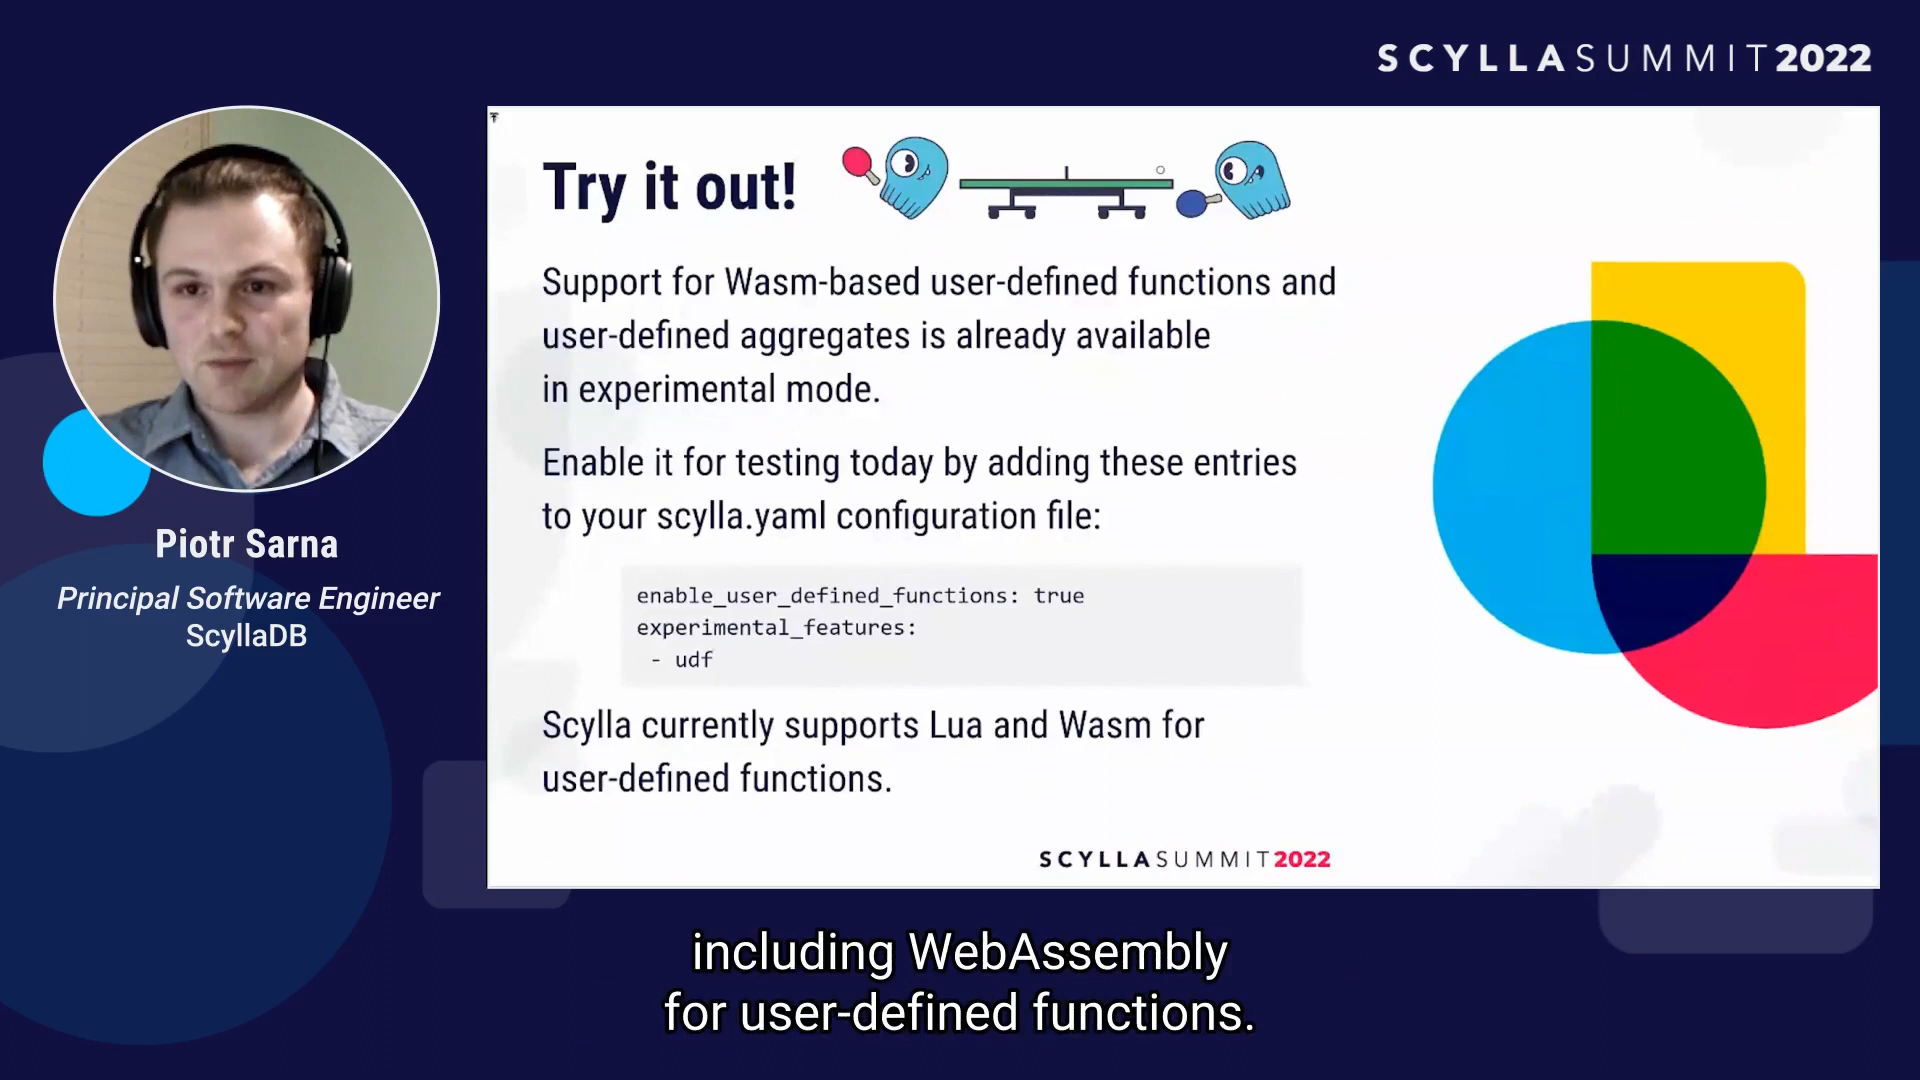 SCYLLASUMMIT2022
Piotr Sarna
Principal Software Engineer
ScyllaDB
Try it out!
Support for Wasm-based user-defined functions and
user-defined aggregates is already available
in experimental mode.
Enable it for testing today by adding these entries
to your scylla.yaml configuration file:
enable_user_defined_functions: true
experimental_features:
- udf
Scylla currently supports Lua and Wasm for
user-defined functions.
SCYLLASUMMIT2022
including WebAssembly
for user-defined functions.